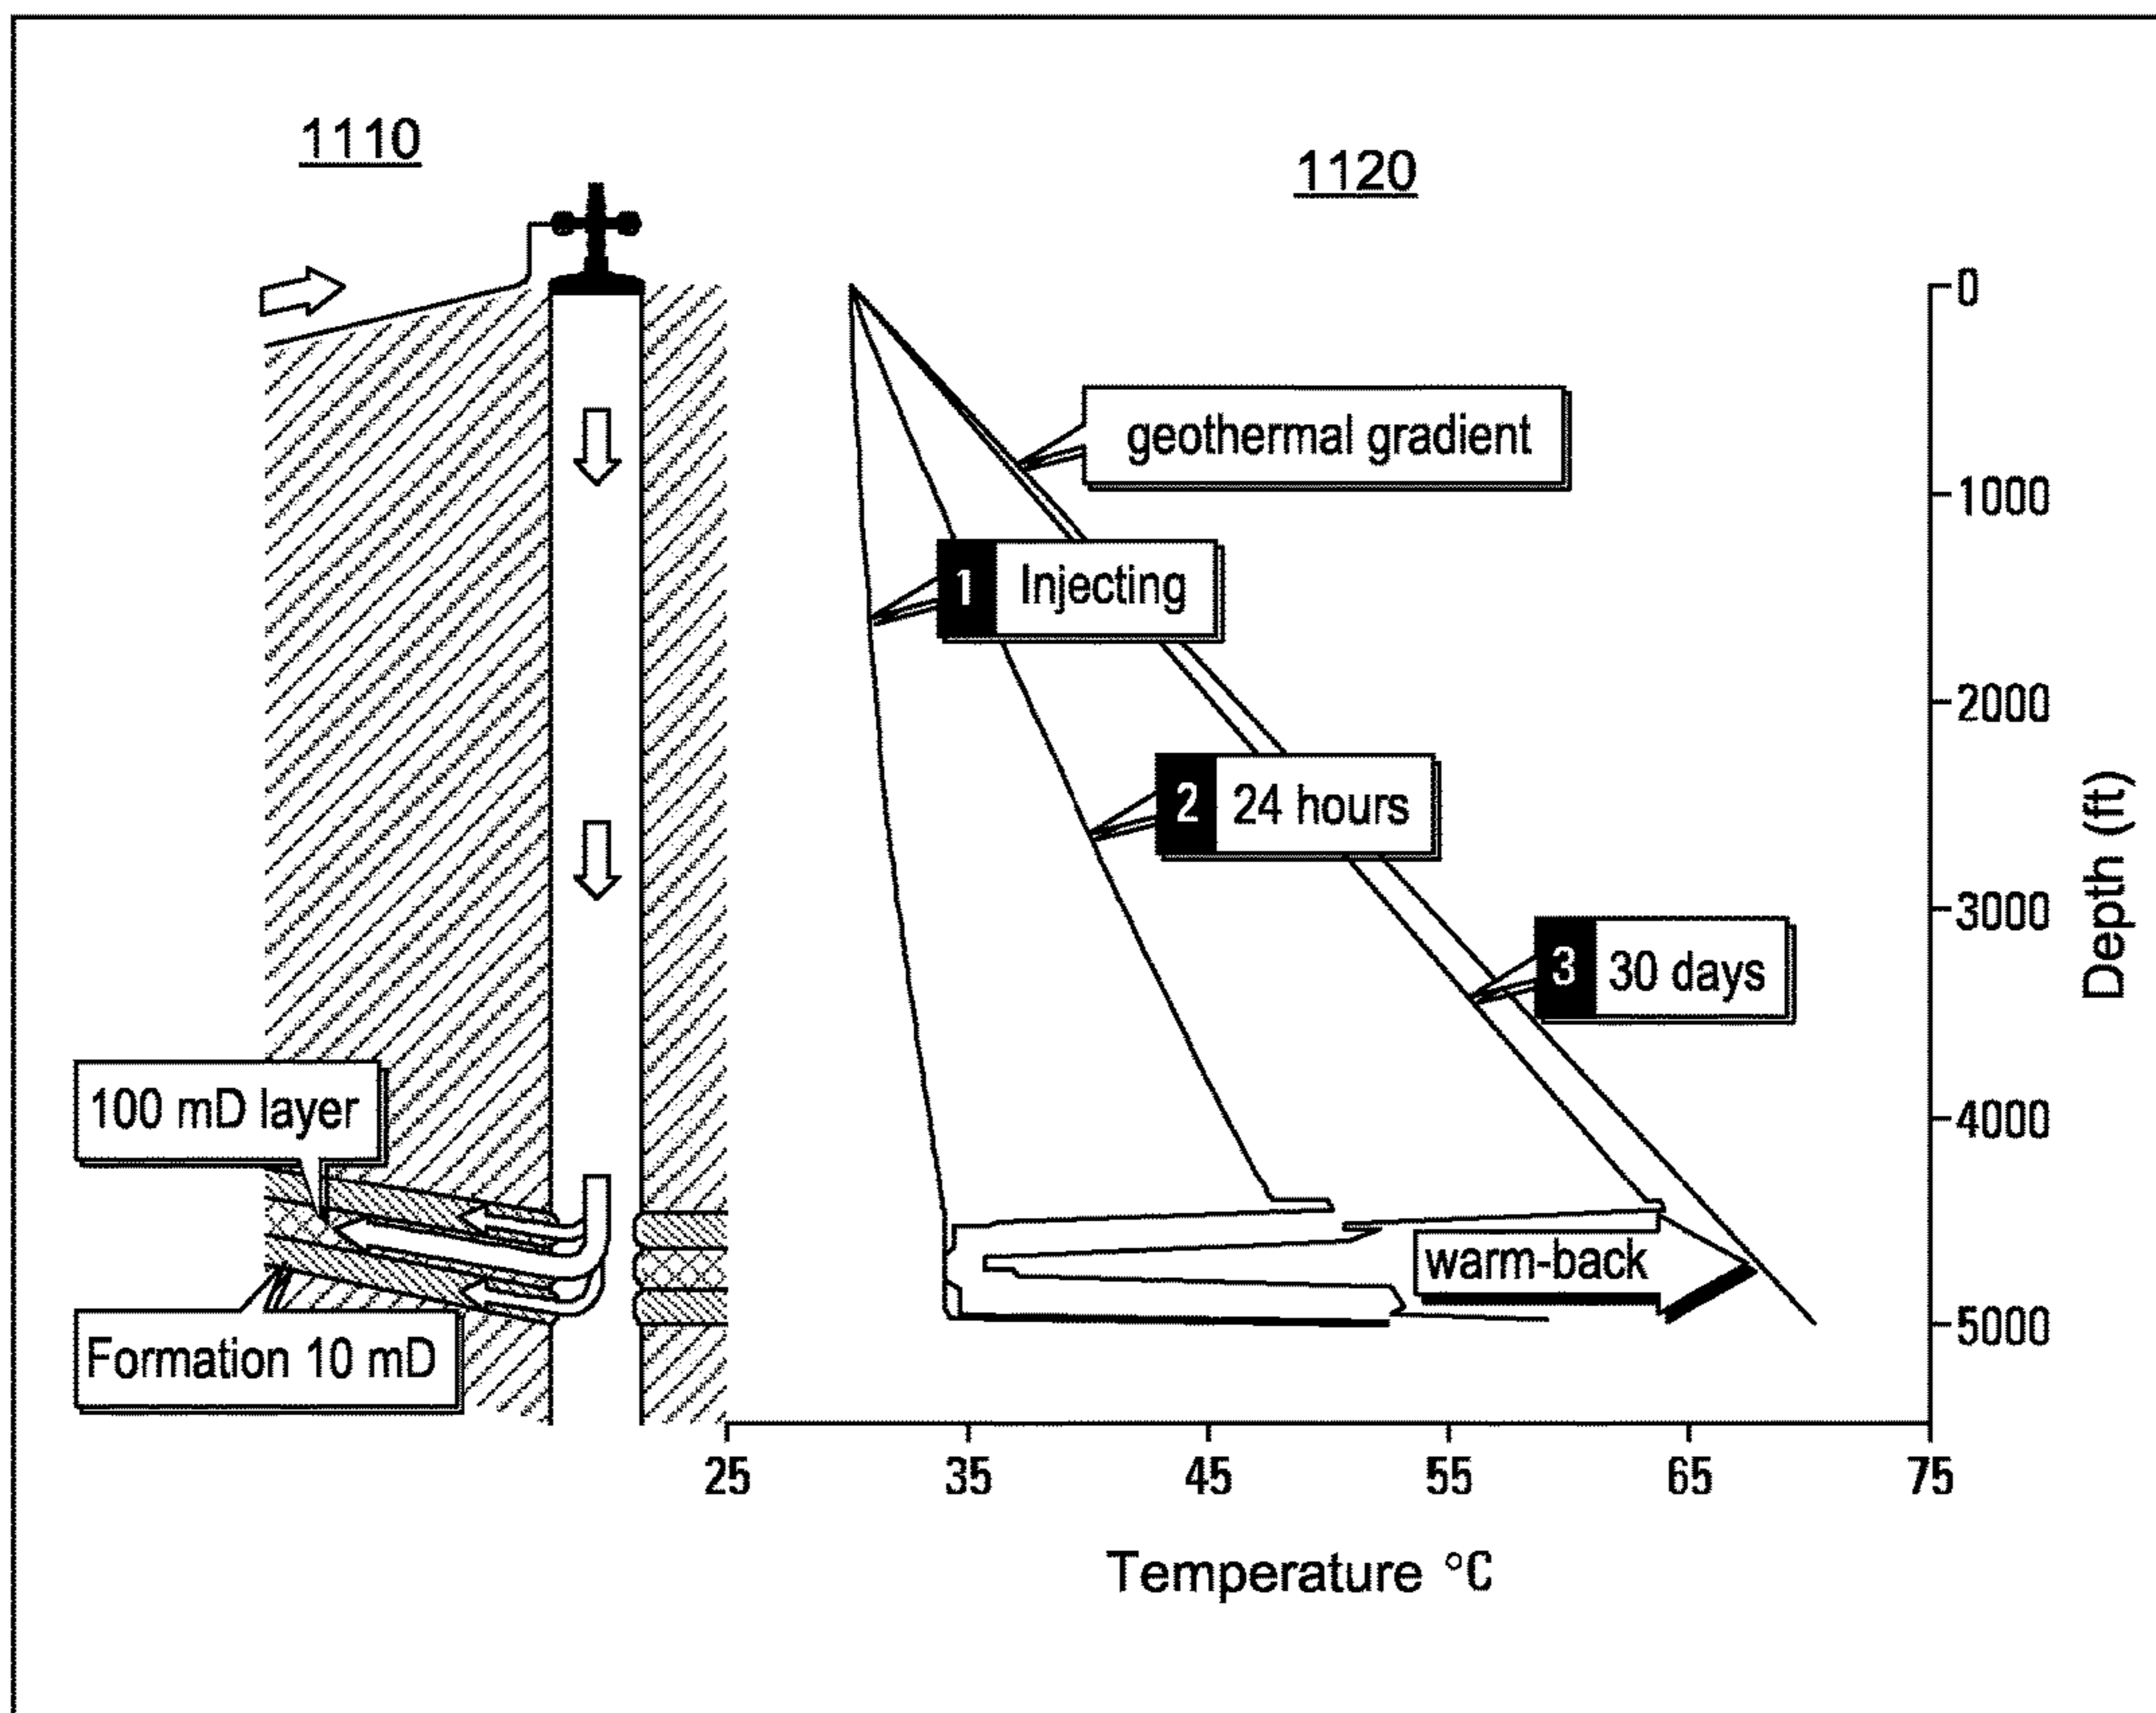 1110
1120
0
geothermal gradient
1000
1 Injecting
2000
2 24 hours
3000
3 30 days
Depth (ft)
100 mD layer
4000
warm-back
5000
Formation 10 mD
25 35 45 55 65 75
Temperature °C